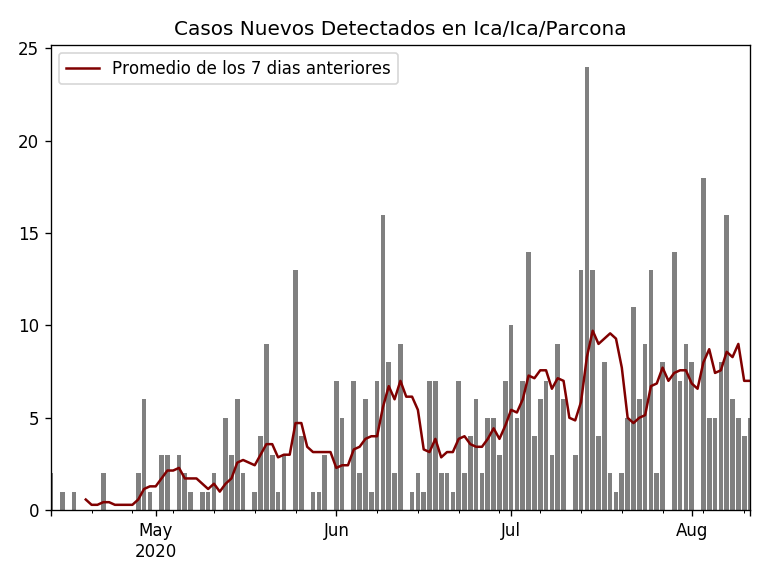 Casos Nuevos Detectados en Ica/Ica/Parcona
Promedio de los 7 dias anteriores
25
20
15
10
5
0
May
2020
Jun
Jul
Aug